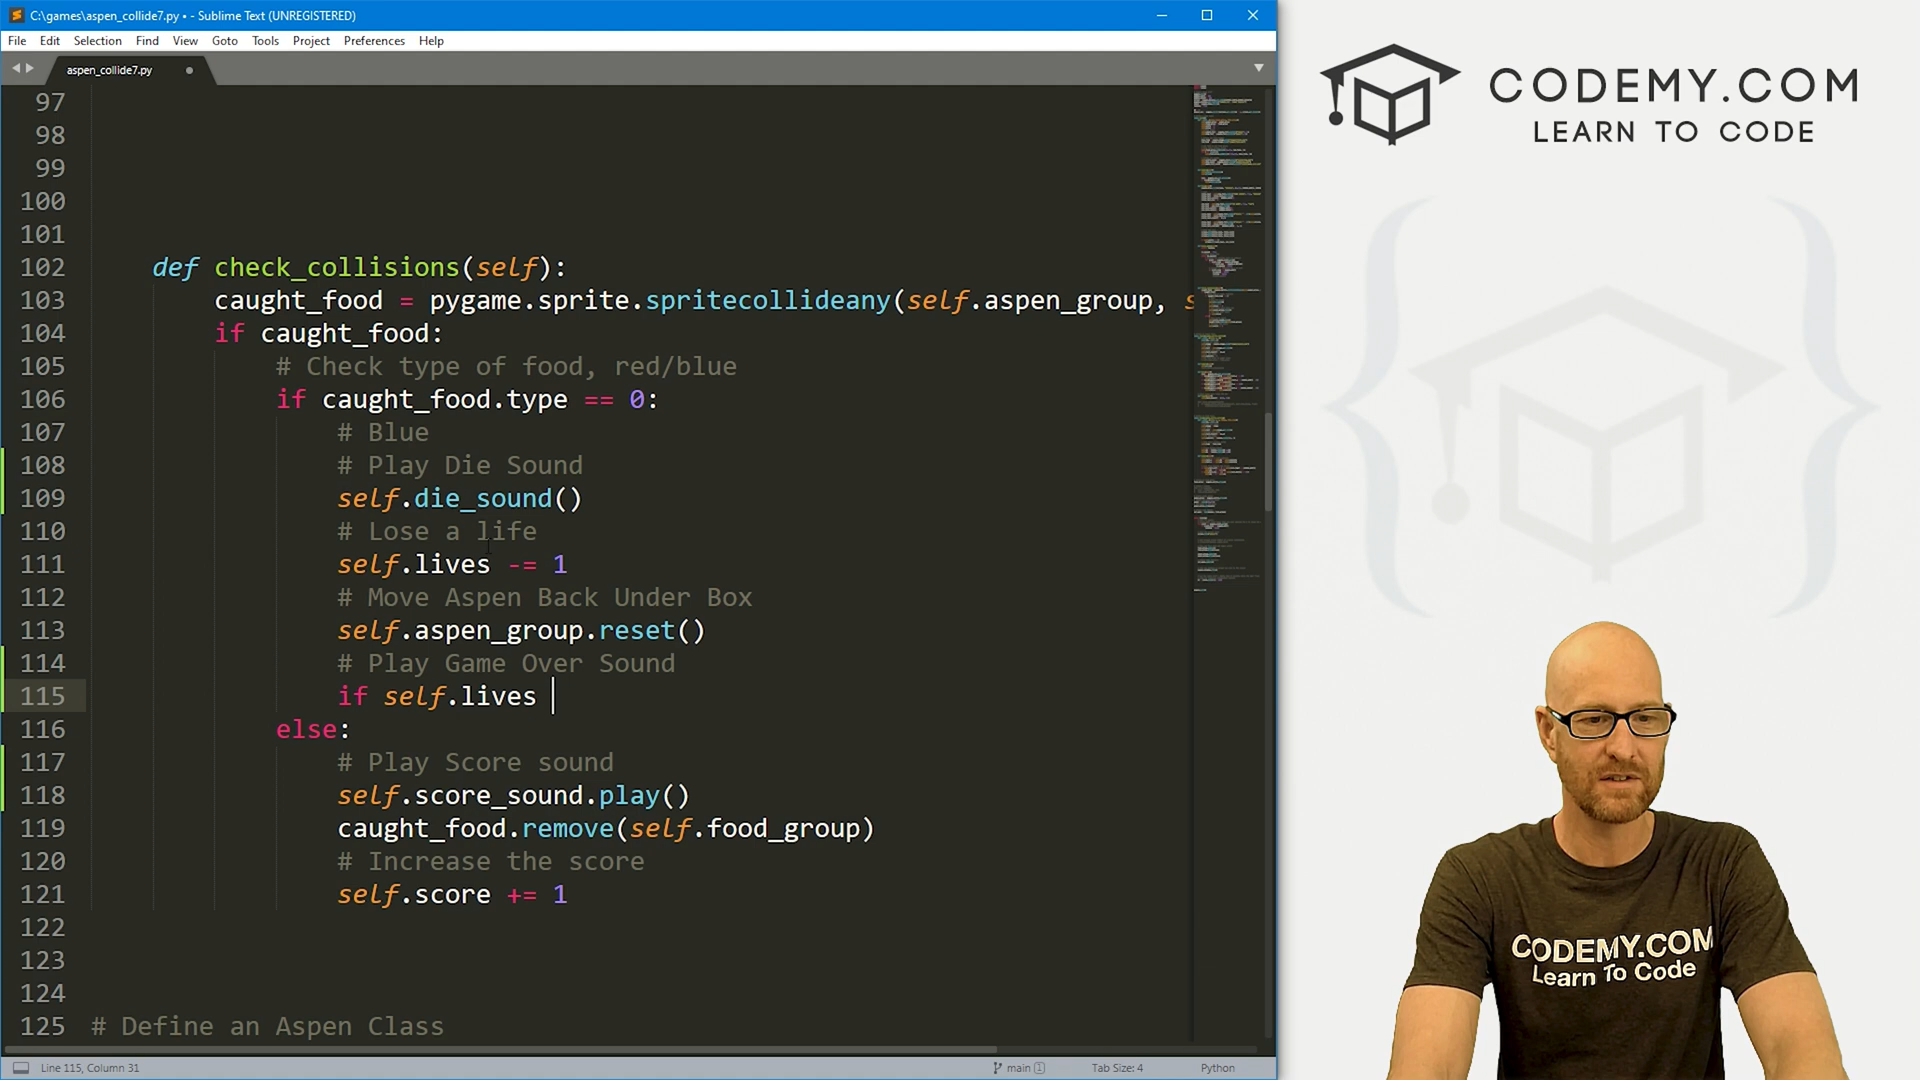 C:\games\aspen_collide7.py • - Sublime Text (UNREGISTERED)
File Edit Selection Find View Goto Tools Project Preferences Help
aspen_collide7.py
97
98
99
100
101
102 def check_collisions(self):
103 caught_food = pygame.sprite.spritecollideany(self.aspen_group, s
104 if caught_food:
105 # Check type of food, red/blue
106 if caught_food.type == 0:
107 # Blue
108 # Play Die Sound
109 self.die_sound()
110 # Lose a life
111 self.lives -= 1
112 # Move Aspen Back Under Box
113 self.aspen_group.reset()
114 # Play Game Over Sound
115 if self.lives
116 else:
117 # Play Score sound
118 self.score_sound.play()
119 caught_food.remove(self.food_group)
120 # Increase the score
121 self.score += 1
122
123
124
125 # Define an Aspen Class
Line 115, Column 31
main 1
Tab Size: 4
Python
CODEMY.COM
LEARN TO CODE
CODEMY.COM
Learn To Code